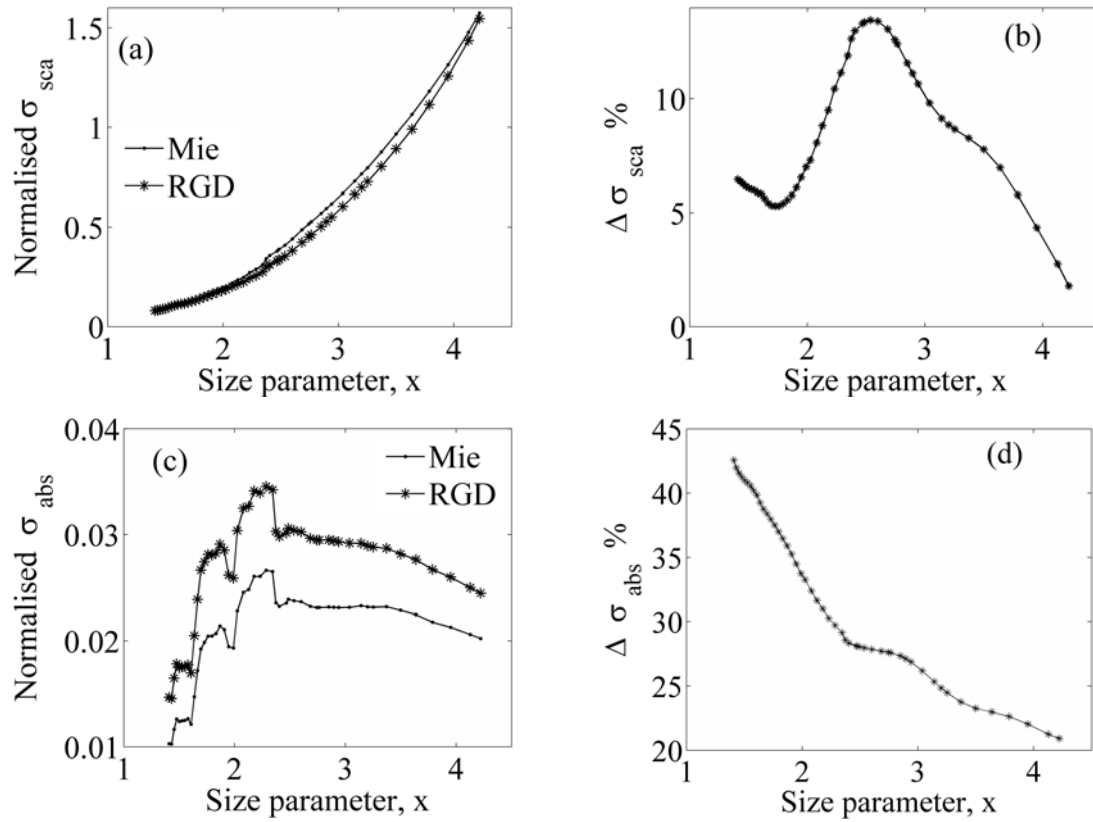 (a)
Normalised σ sca
1.5
1
0.5
0
Mie
RGD
1 2 3 4
Size parameter, x
(b)
Δ σ sca %
10
5
0
1 2 3 4
Size parameter, x
(c)
Normalised σ abs
0.04
0.03
0.02
0.01
Mie
RGD
1 2 3 4
Size parameter, x
(d)
Δ σ abs %
45
40
35
30
25
20
1 2 3 4
Size parameter, x